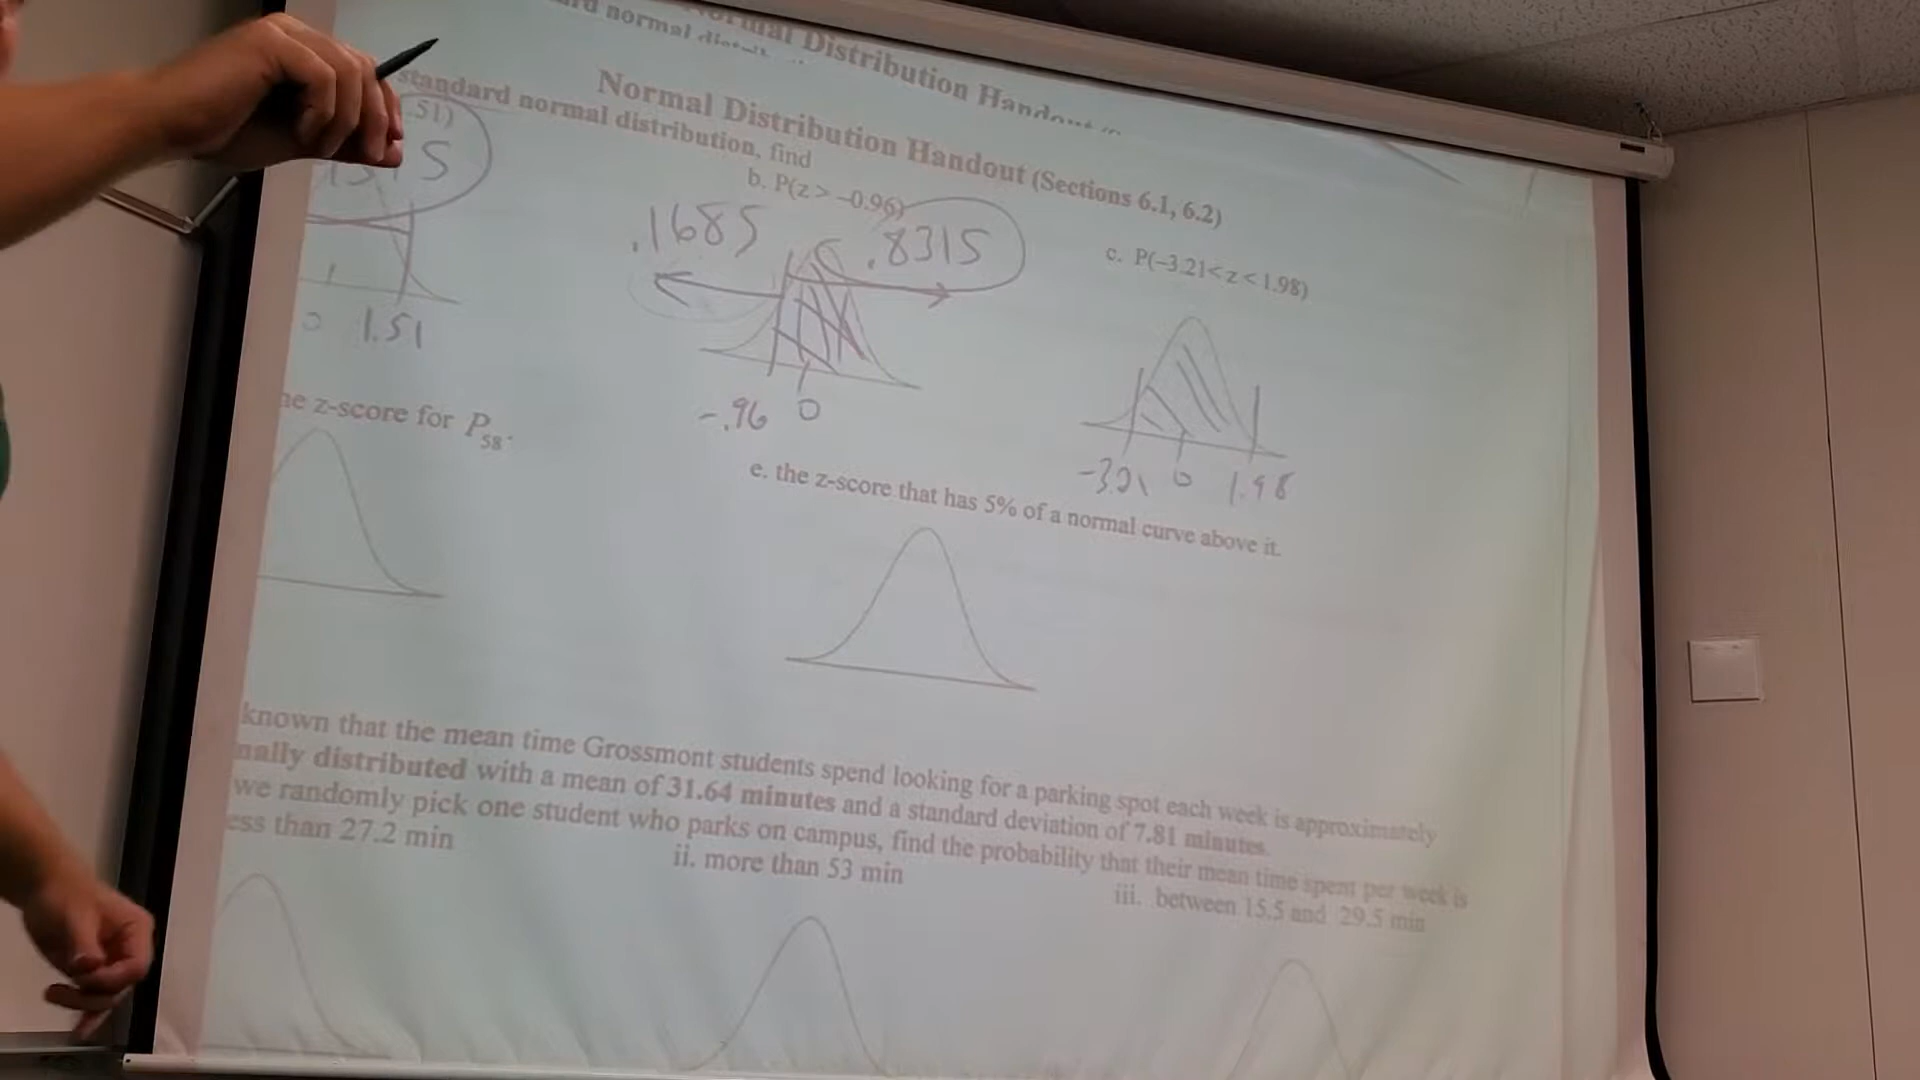 Normal Distribution Handout
normal
Normal Distribution Handout (Sections 6.1, 6.2)
standard normal distribution, find
.51)
b. P(z > –0.96)
c. P(–3.21< z < 1.98)
.1685
.8315
1.51
-.96 0
-3.21 0 1.98
he z-score for P58.
e. the z-score that has 5% of a normal curve above it.
known that the mean time Grossmont students spend looking for a parking spot each week is approximately
nally distributed with a mean of 31.64 minutes and a standard deviation of 7.81 minutes.
we randomly pick one student who parks on campus, find the probability that their mean time spent per week is
ess than 27.2 min
ii. more than 53 min
iii. between 15.5 and 29.5 min